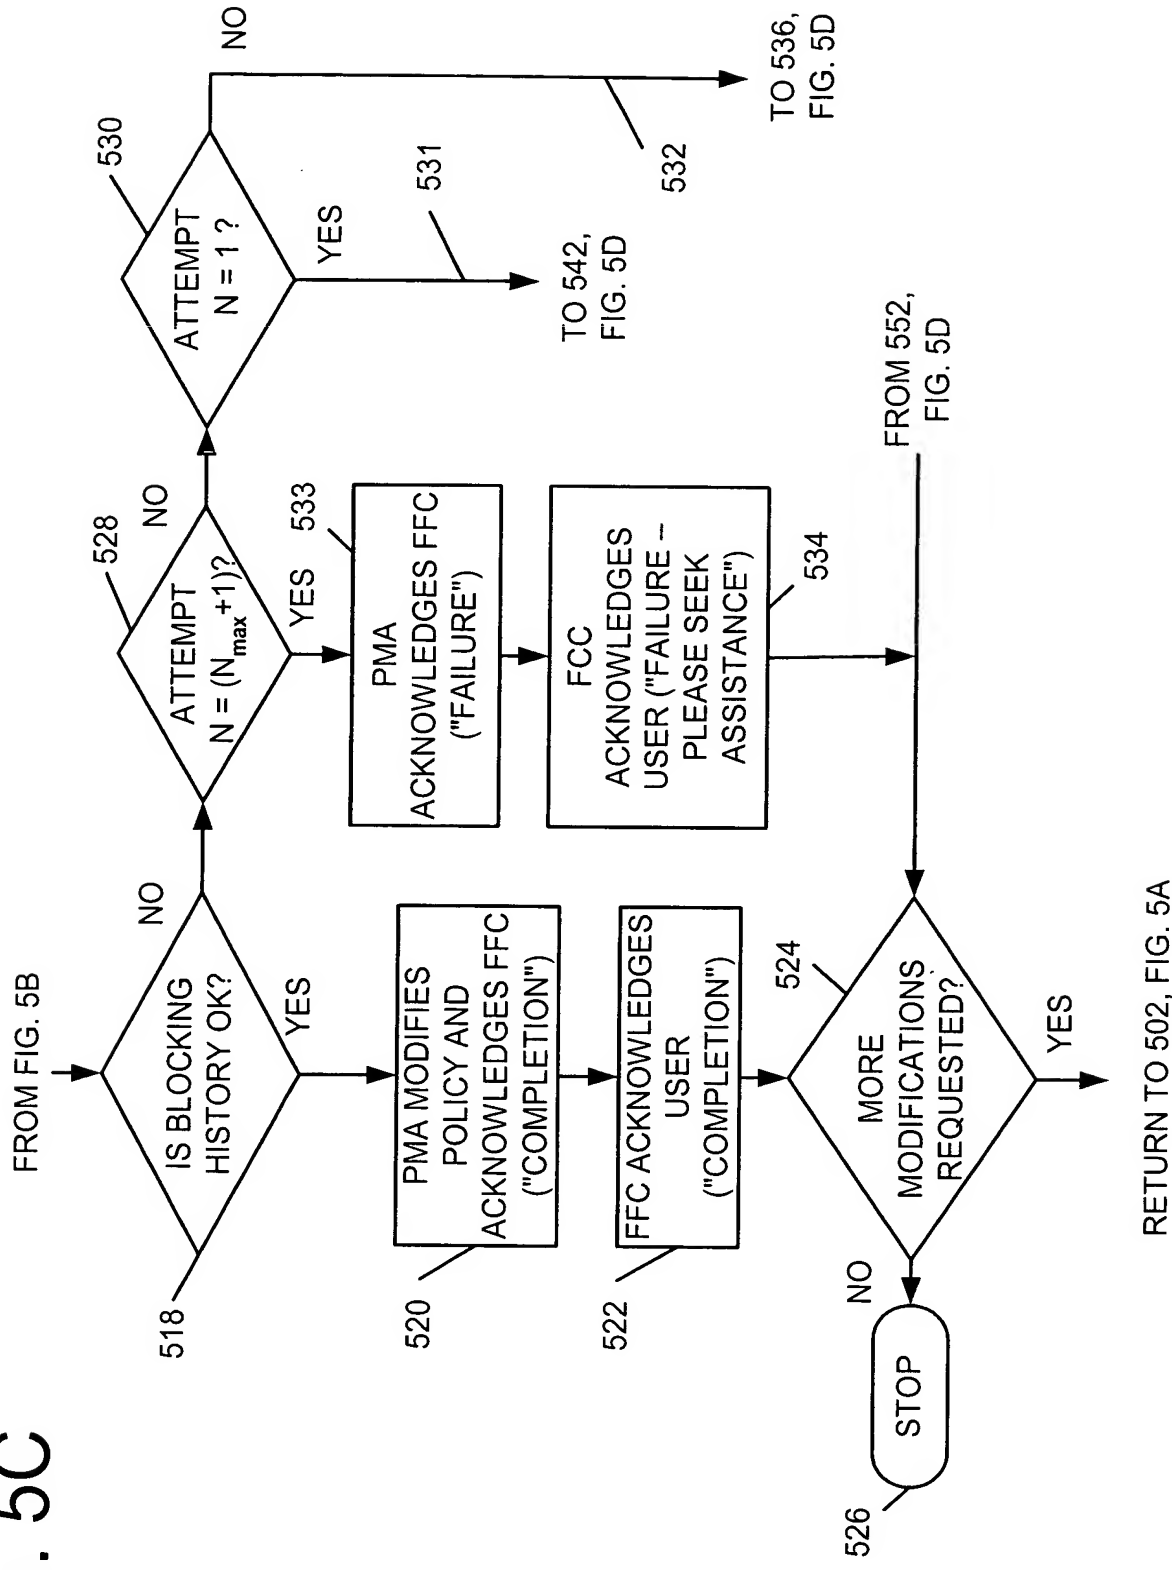 . 5C
FROM FIG. 5B
IS BLOCKING
HISTORY OK?
518
NO
YES
ATTEMPT
N = (Nmax+1)?
528
NO
YES
ATTEMPT
N = 1 ?
530
NO
YES
531
TO 542,
FIG. 5D
532
TO 536,
FIG. 5D
PMA MODIFIES
POLICY AND
ACKNOWLEDGES FFC
("COMPLETION")
520
PMA
ACKNOWLEDGES FFC
("FAILURE")
533
FFC ACKNOWLEDGES
USER
("COMPLETION")
522
FCC
ACKNOWLEDGES
USER ("FAILURE –
PLEASE SEEK
ASSISTANCE")
534
FROM 552,
FIG. 5D
MORE
MODIFICATIONS
REQUESTED?
524
NO
YES
STOP
526
RETURN TO 502, FIG. 5A